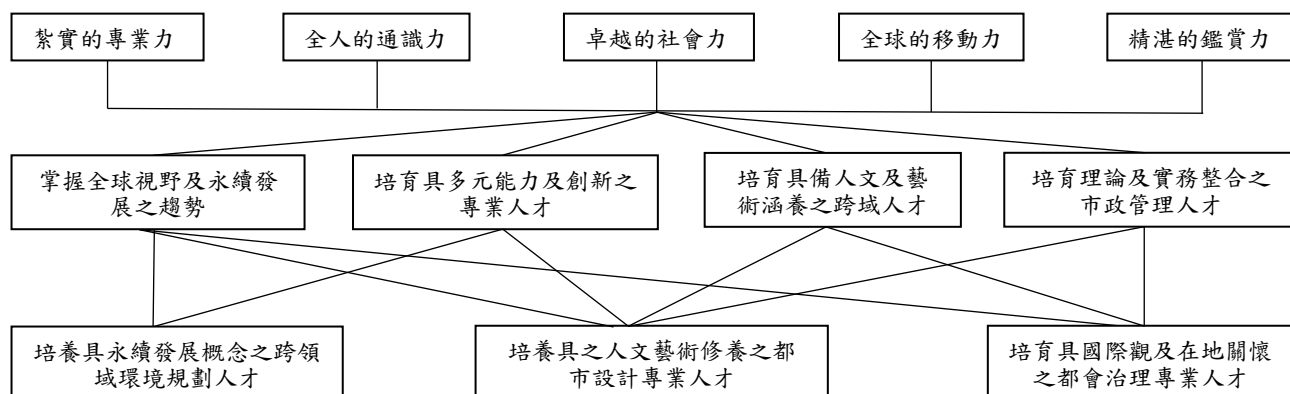 紮實的專業力
全人的通識力
卓越的社會力
全球的移動力
精湛的鑑賞力
掌握全球視野及永續發
展之趨勢
培育具多元能力及創新之
專業人才
培育具備人文及藝
術涵養之跨域人才
培育理論及實務整合之
市政管理人才
培養具永續發展概念之跨領
域環境規劃人才
培養具之人文藝術修養之都
市設計專業人才
培育具國際觀及在地關懷
之都會治理專業人才